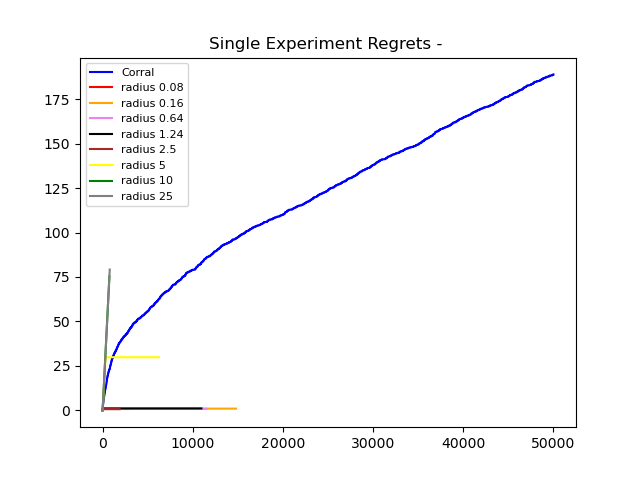 Single Experiment Regrets -
Corral
radius 0.08
radius 0.16
radius 0.64
radius 1.24
radius 2.5
radius 5
radius 10
radius 25
175
150
125
100
75
50
25
0
0 10000 20000 30000 40000 50000